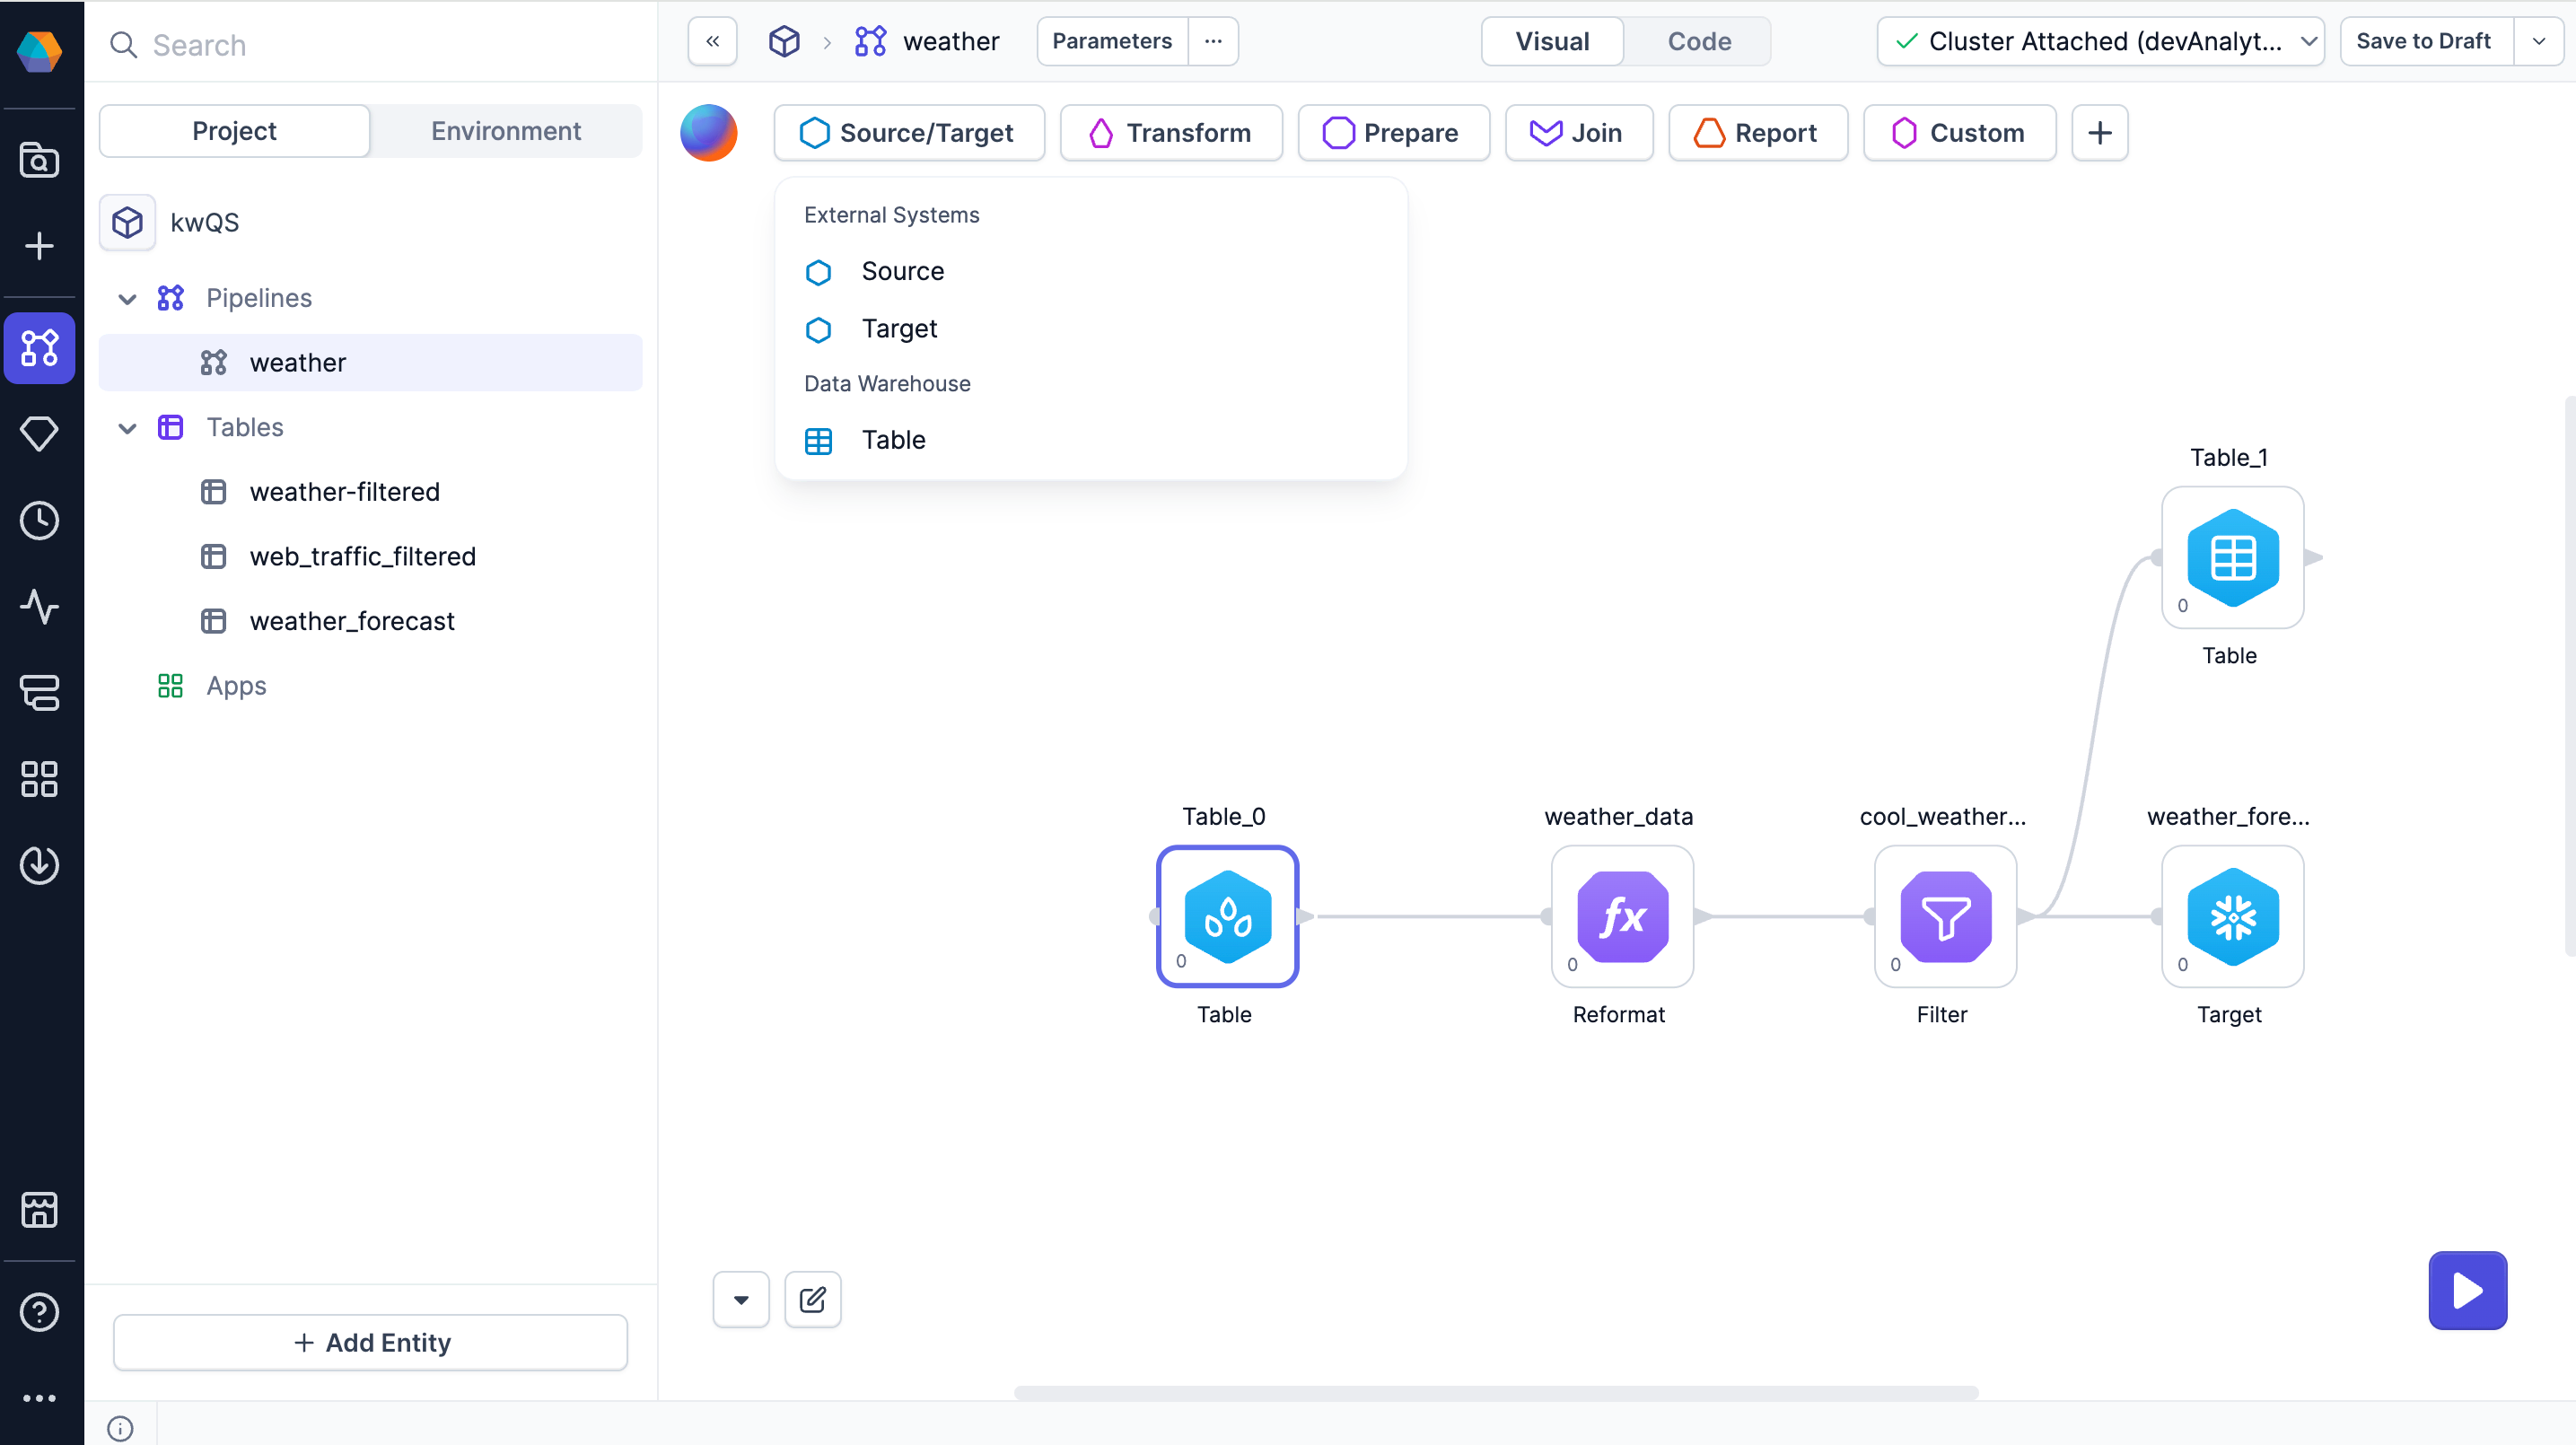 Search
weather
Parameters
Visual
Code
Cluster Attached (devAnalyt...
Save to Draft
Project
Environment
Source/Target
Transform
Prepare
Join
Report
Custom
kwQS
Pipelines
weather
Tables
weather-filtered
web_traffic_filtered
weather_forecast
Apps
External Systems
Source
Target
Data Warehouse
Table
Table_1
0
Table
Table_0
0
Table
weather_data
fx
0
Reformat
cool_weather...
0
Filter
weather_fore...
0
Target
Add Entity